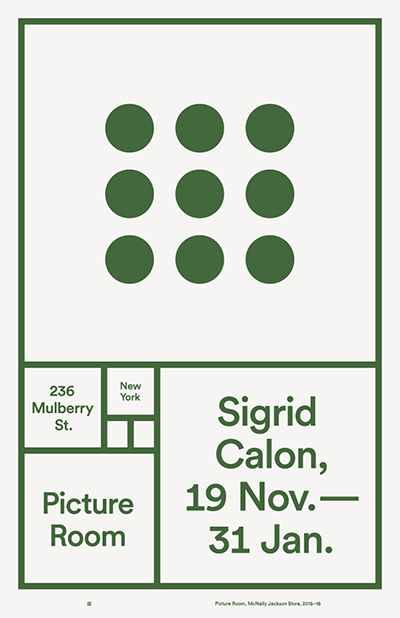 236
Mulberry
St.
New
York
Sigrid
Calon,
19 Nov.—
31 Jan.
Picture
Room
Picture Room, McNally Jackson Store, 2015–16